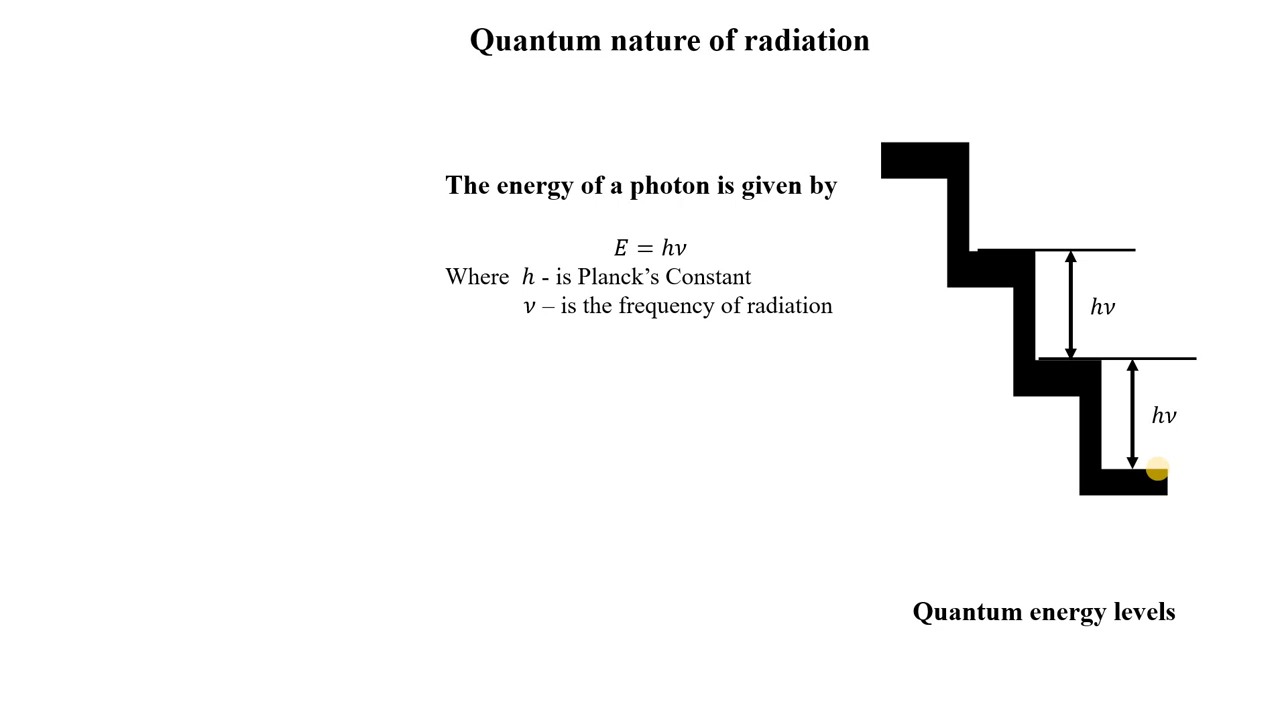 Quantum nature of radiation
The energy of a photon is given by
𝐸 = ℎ𝜈
Where ℎ - is Planck’s Constant
𝜈 – is the frequency of radiation
ℎ𝜈
ℎ𝜈
Quantum energy levels